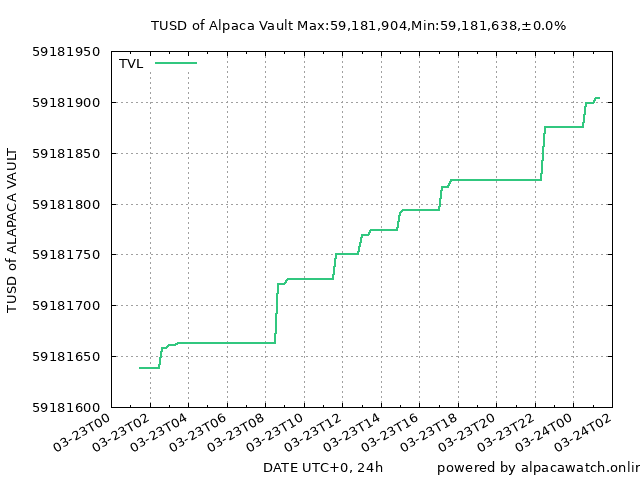 TUSD of Alpaca Vault Max:59,181,904,Min:59,181,638,±0.0%
TVL
59181950
59181900
59181850
59181800
59181750
59181700
59181650
59181600
TUSD of ALAPACA VAULT
03-23T00
03-23T02
03-23T04
03-23T06
03-23T08
03-23T10
03-23T12
03-23T14
03-23T16
03-23T18
03-23T20
03-23T22
03-24T00
03-24T02
DATE UTC+0, 24h
powered by alpacawatch.onlin